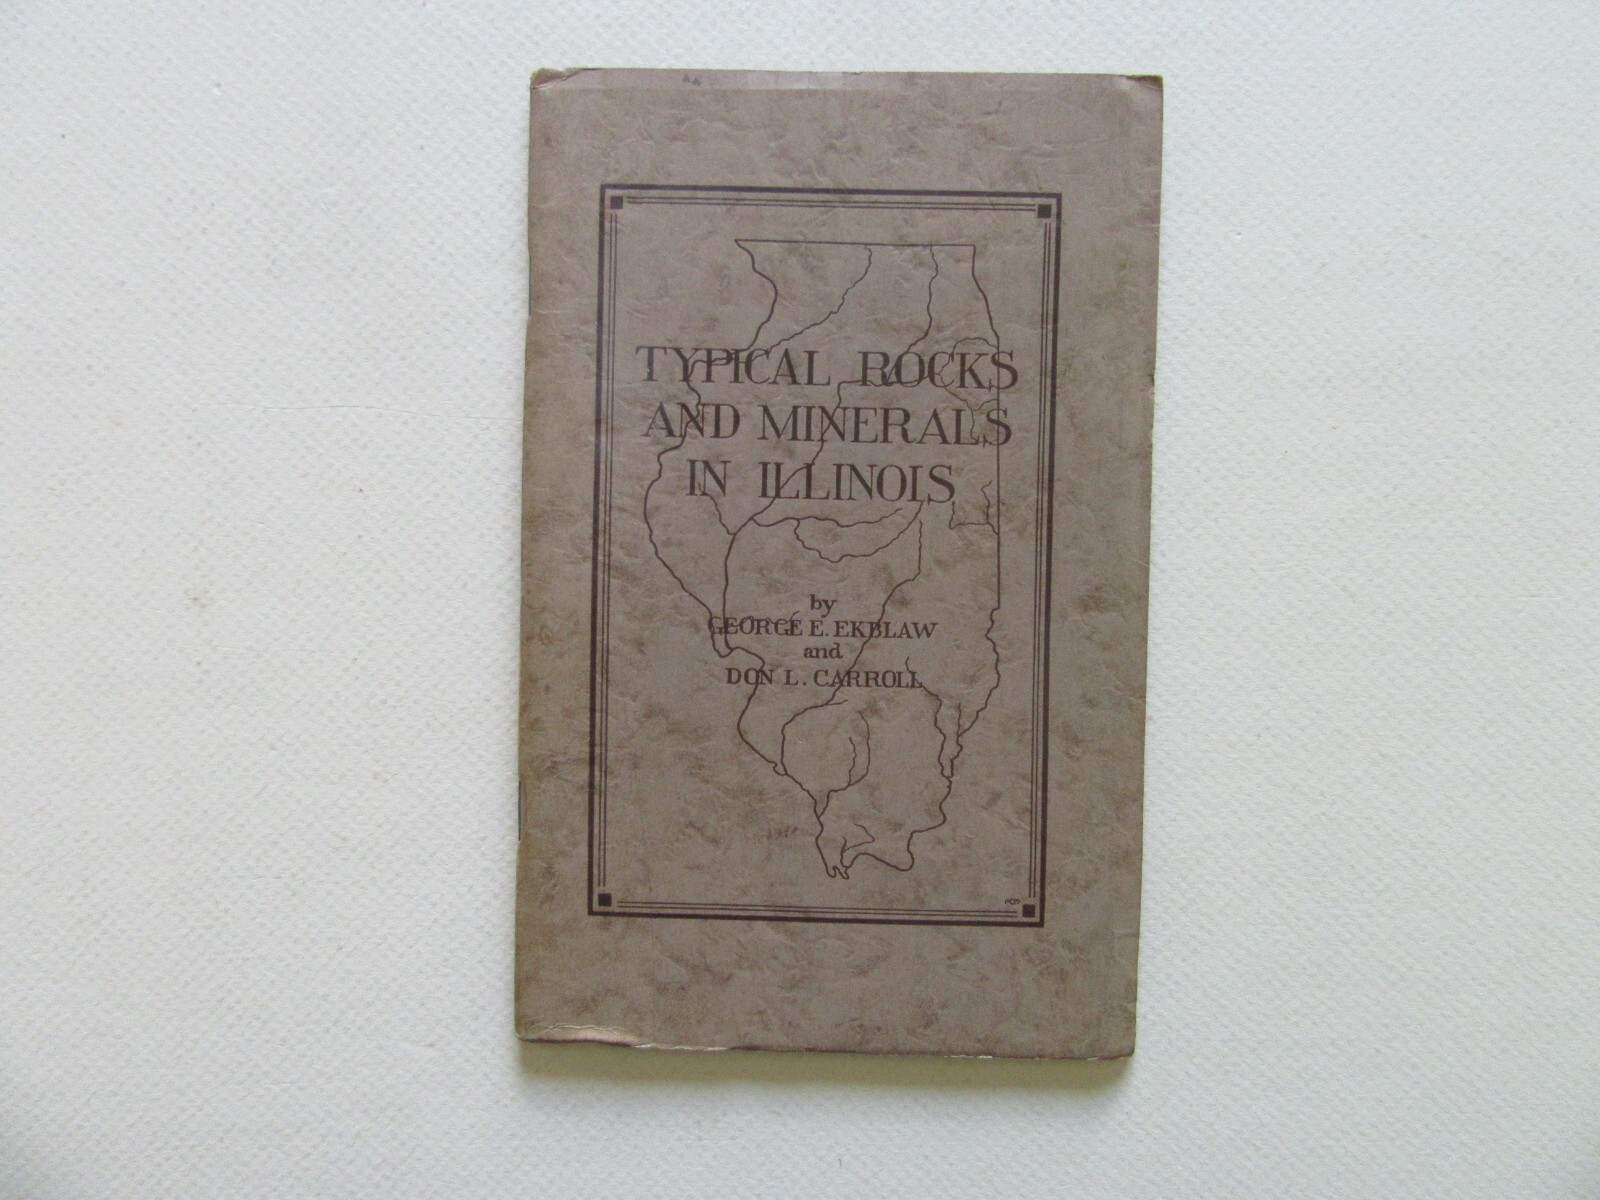 TYPICAL ROCKS
AND MINERALS
IN ILLINOIS
by
GEORGE E. EKBLAW
and
DON L. CARROLL